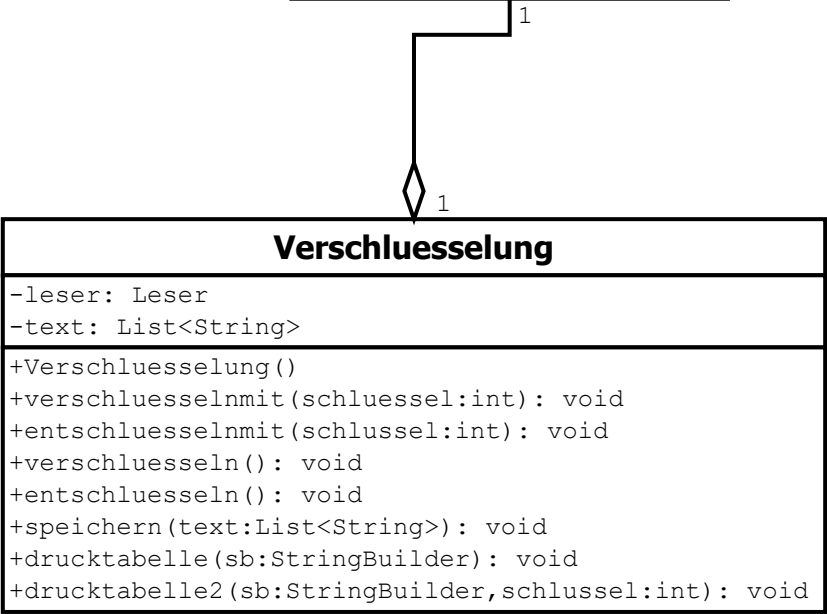 1
1
Verschluesselung
-leser: Leser
-text: List<String>
+Verschluesselung()
+verschluesselnmit(schluessel:int): void
+entschluesselnmit(schlussel:int): void
+verschluesseln(): void
+entschluesseln(): void
+speichern(text:List<String>): void
+drucktabelle(sb:StringBuilder): void
+drucktabelle2(sb:StringBuilder,schlussel:int): void